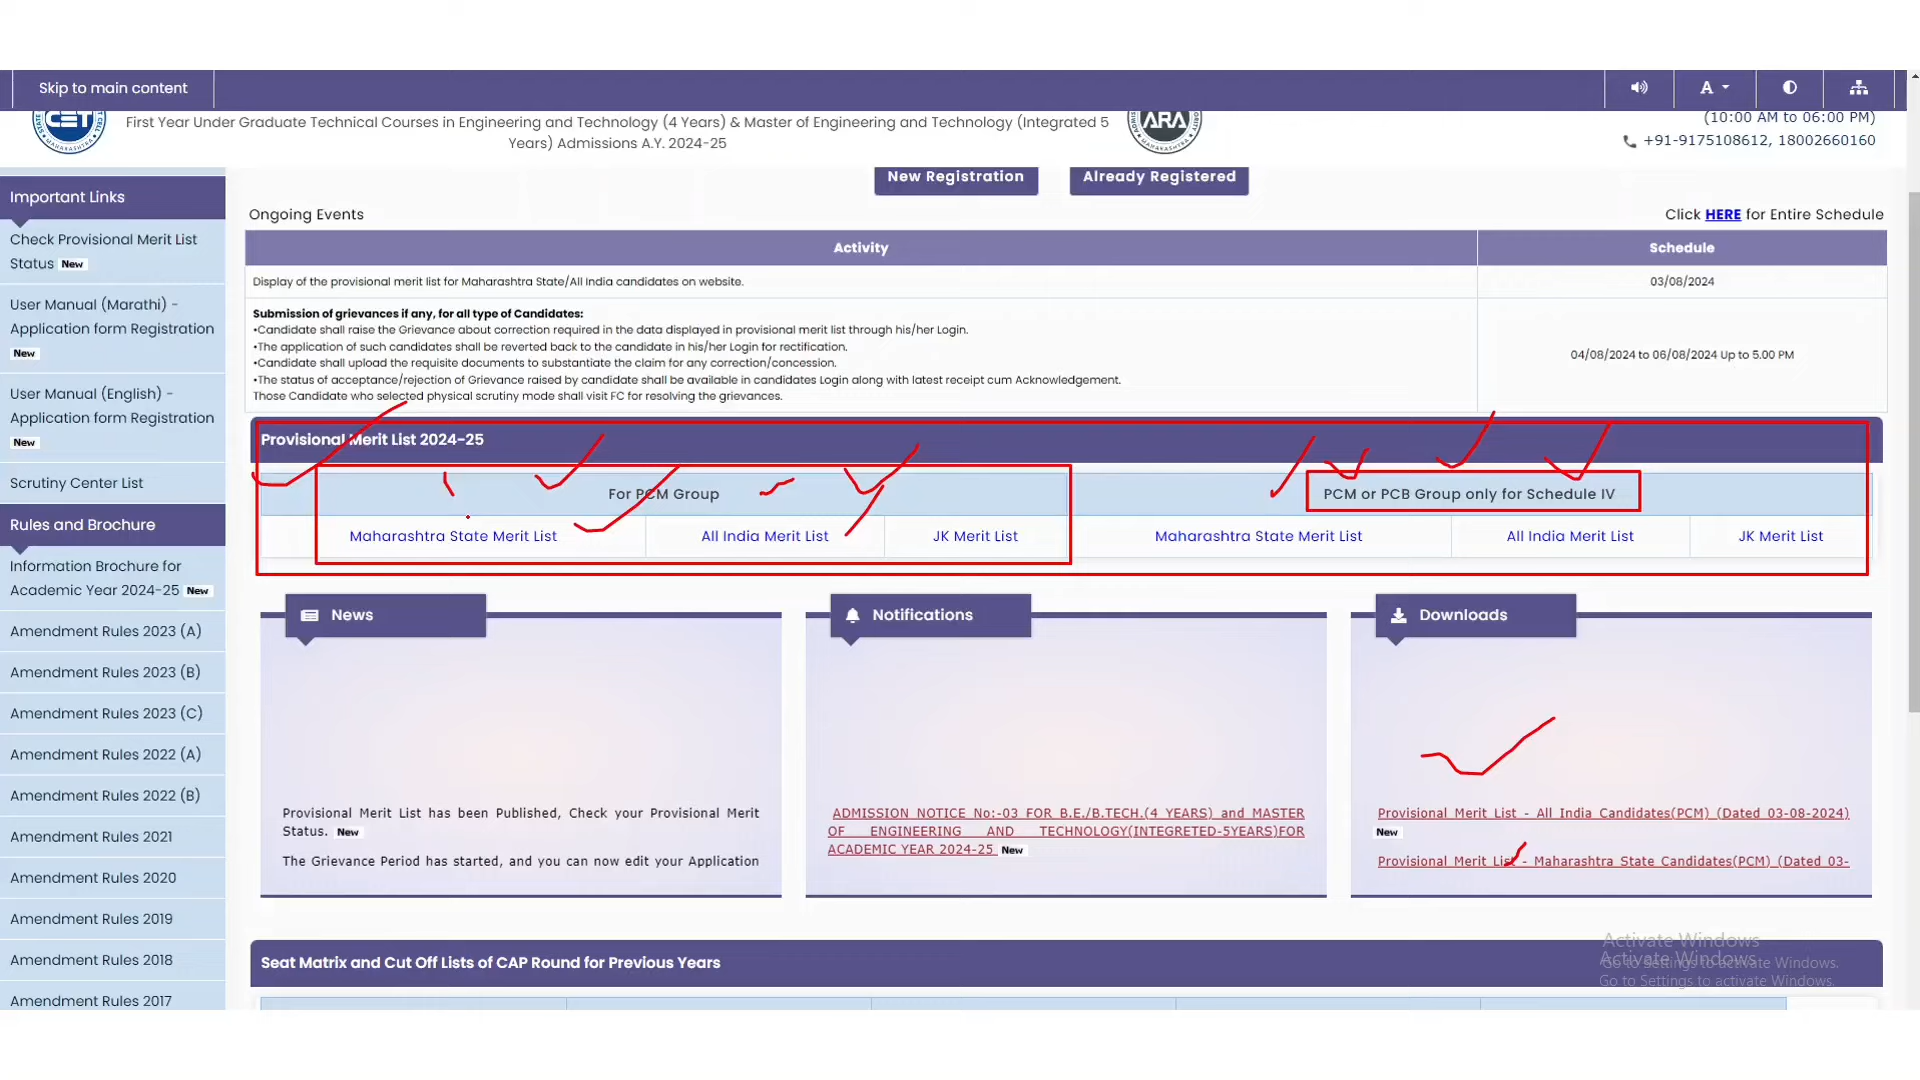 Skip to main content
A
CET
First Year Under Graduate Technical Courses in Engineering and Technology (4 Years) & Master of Engineering and Technology (Integrated 5
Years) Admissions A.Y. 2024-25
ARA
(10:00 AM to 06:00 PM)
+91-9175108612, 18002660160
New Registration
Already Registered
Important Links
Check Provisional Merit List
Status New
User Manual (Marathi) -
Application form Registration
New
User Manual (English) -
Application form Registration
New
Scrutiny Center List
Rules and Brochure
Information Brochure for
Academic Year 2024-25 New
Amendment Rules 2023 (A)
Amendment Rules 2023 (B)
Amendment Rules 2023 (C)
Amendment Rules 2022 (A)
Amendment Rules 2022 (B)
Amendment Rules 2021
Amendment Rules 2020
Amendment Rules 2019
Amendment Rules 2018
Amendment Rules 2017
Ongoing Events
Click HERE for Entire Schedule
Activity
Schedule
Display of the provisional merit list for Maharashtra State/All India candidates on website.
03/08/2024
Submission of grievances if any, for all type of Candidates:
•Candidate shall raise the Grievance about correction required in the data displayed in provisional merit list through his/her Login.
•The application of such candidates shall be reverted back to the candidate in his/her Login for rectification.
•Candidate shall upload the requisite documents to substantiate the claim for any correction/concession.
•The status of acceptance/rejection of Grievance raised by candidate shall be available in candidates Login along with latest receipt cum Acknowledgement.
Those Candidate who selected physical scrutiny mode shall visit FC for resolving the grievances.
04/08/2024 to 06/08/2024 Up to 5.00 PM
Provisional Merit List 2024-25
For PCM Group
PCM or PCB Group only for Schedule IV
Maharashtra State Merit List
All India Merit List
JK Merit List
Maharashtra State Merit List
All India Merit List
JK Merit List
News
Provisional Merit List has been Published, Check your Provisional Merit
Status. New
The Grievance Period has started, and you can now edit your Application
Notifications
ADMISSION NOTICE No:-03 FOR B.E./B.TECH.(4 YEARS) and MASTER
OF ENGINEERING AND TECHNOLOGY(INTEGRETED-5YEARS)FOR
ACADEMIC YEAR 2024-25 New
Downloads
Provisional Merit List - All India Candidates(PCM) (Dated 03-08-2024)
New
Provisional Merit List - Maharashtra State Candidates(PCM) (Dated 03-
Seat Matrix and Cut Off Lists of CAP Round for Previous Years
Activate Windows
Activate Windows
Go to Settings to activate Windows.
Go to Settings to activate Windows.